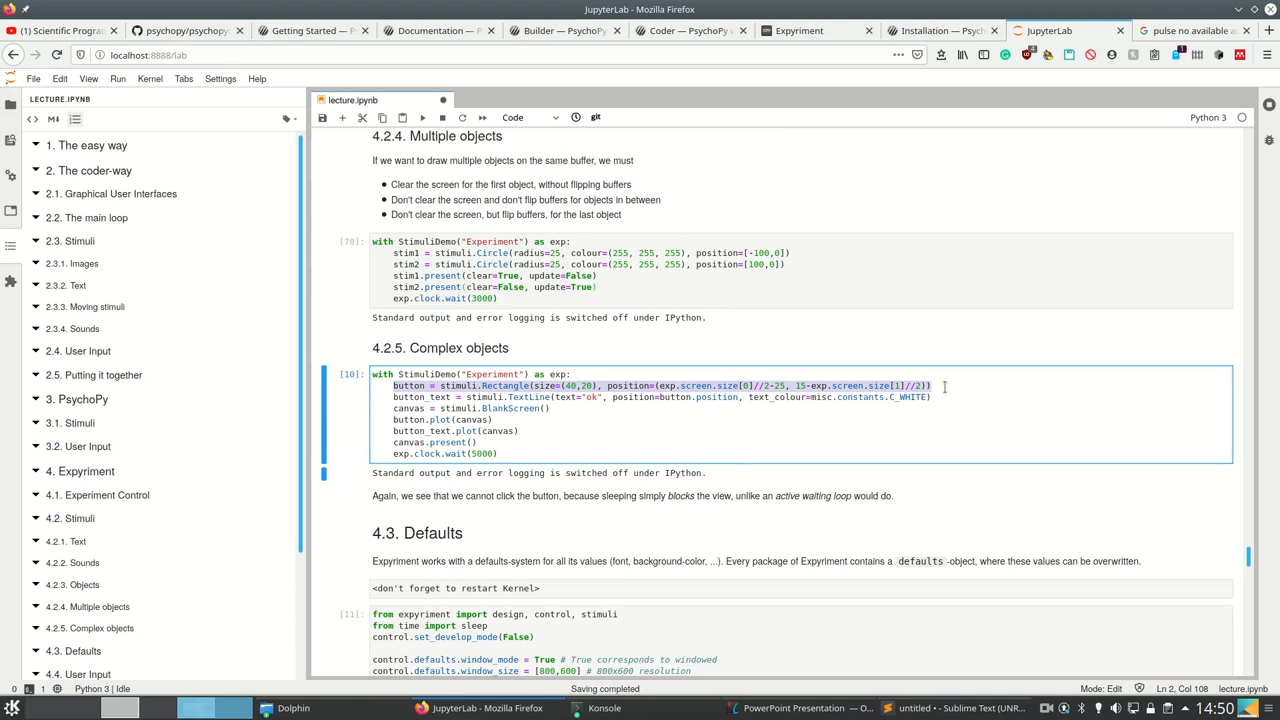 JupyterLab - Mozilla Firefox
(1) Scientific Program
psychopy/psychopy:
Getting Started — Ps
Documentation — P
Builder — PsychoPy
Coder — PsychoPy v
Expyriment
Installation — Psych
JupyterLab
pulse no available a
localhost:8888/lab
File Edit View Run Kernel Tabs Settings Help
LECTURE.IPYNB
lecture.ipynb
Code
git
Python 3
1. The easy way
2. The coder-way
2.1. Graphical User Interfaces
2.2. The main loop
2.3. Stimuli
2.3.1. Images
2.3.2. Text
2.3.3. Moving stimuli
2.3.4. Sounds
2.4. User Input
2.5. Putting it together
3. PsychoPy
3.1. Stimuli
3.2. User Input
4. Expyriment
4.1. Experiment Control
4.2. Stimuli
4.2.1. Text
4.2.2. Sounds
4.2.3. Objects
4.2.4. Multiple objects
4.2.5. Complex objects
4.3. Defaults
4.4. User Input
4.2.4. Multiple objects
If we want to draw multiple objects on the same buffer, we must
Clear the screen for the first object, without flipping buffers
Don't clear the screen and don't flip buffers for objects in between
Don't clear the screen, but flip buffers, for the last object
[70]: with StimuliDemo("Experiment") as exp:
stim1 = stimuli.Circle(radius=25, colour=(255, 255, 255), position=[-100,0])
stim2 = stimuli.Circle(radius=25, colour=(255, 255, 255), position=[100,0])
stim1.present(clear=True, update=False)
stim2.present(clear=False, update=True)
exp.clock.wait(3000)
Standard output and error logging is switched off under IPython.
4.2.5. Complex objects
[10]: with StimuliDemo("Experiment") as exp:
button = stimuli.Rectangle(size=(40,20), position=(exp.screen.size[0]//2-25, 15-exp.screen.size[1]//2))
button_text = stimuli.TextLine(text="ok", position=button.position, text_colour=misc.constants.C_WHITE)
canvas = stimuli.BlankScreen()
button.plot(canvas)
button_text.plot(canvas)
canvas.present()
exp.clock.wait(5000)
Standard output and error logging is switched off under IPython.
Again, we see that we cannot click the button, because sleeping simply blocks the view, unlike an active waiting loop would do.
4.3. Defaults
Expyriment works with a defaults-system for all its values (font, background-color, ...). Every package of Expyriment contains a defaults -object, where these values can be overwritten.
<don't forget to restart Kernel>
[11]: from expyriment import design, control, stimuli
from time import sleep
control.set_develop_mode(False)
control.defaults.window_mode = True # True corresponds to windowed
control.defaults.window_size = [800,600] # 800x600 resolution
0 1 Python 3 | Idle
Saving completed
Mode: Edit Ln 2, Col 108 lecture.ipynb
Dolphin
JupyterLab - Mozilla Firefox
Konsole
PowerPoint Presentation — O...
untitled • - Sublime Text (UNR...
14:50